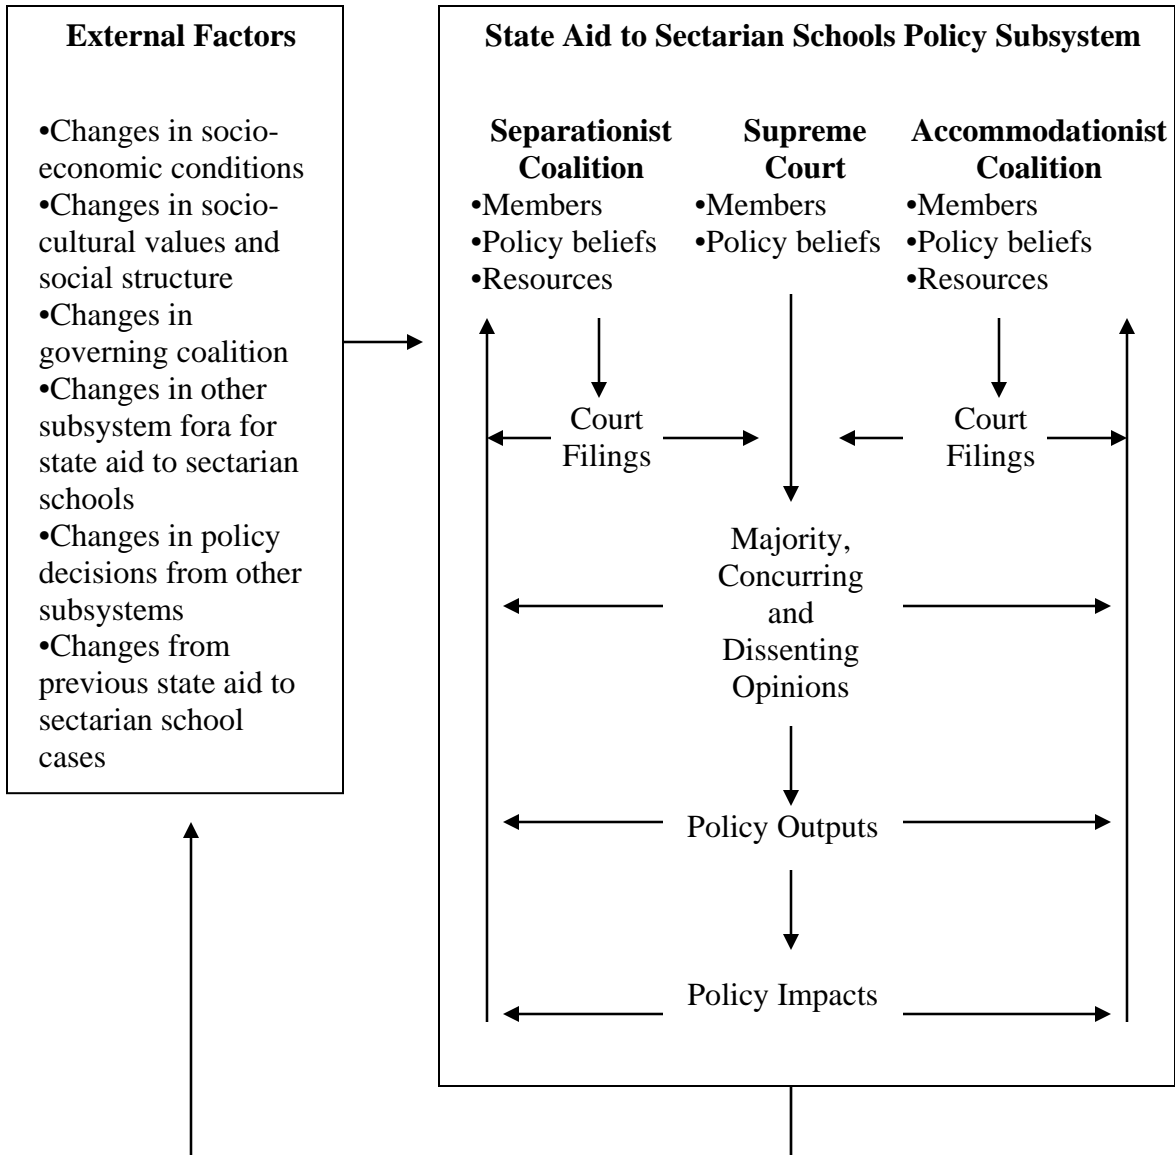 External Factors
•Changes in socio-
economic conditions
•Changes in socio-
cultural values and
social structure
•Changes in
governing coalition
•Changes in other
subsystem fora for
state aid to sectarian
schools
•Changes in policy
decisions from other
subsystems
•Changes from
previous state aid to
sectarian school
cases
State Aid to Sectarian Schools Policy Subsystem
Separationist
Coalition
•Members
•Policy beliefs
•Resources
Supreme
Court
•Members
•Policy beliefs
Accommodationist
Coalition
•Members
•Policy beliefs
•Resources
Court
Filings
Court
Filings
Majority,
Concurring
and
Dissenting
Opinions
Policy Outputs
Policy Impacts